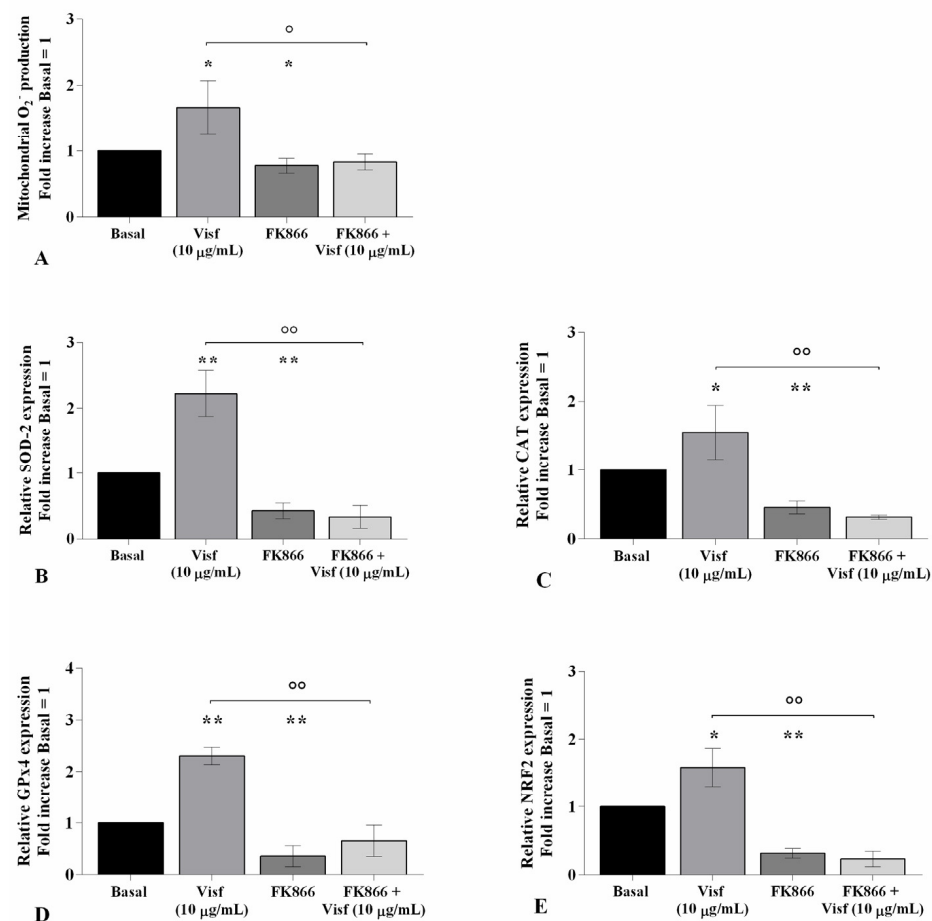 Mitochondrial O2- production
Fold increase Basal = 1
3
2
1
0
°
*
*
Basal
Visf
(10 μg/mL)
FK866
FK866 +
Visf (10 μg/mL)
A
Relative SOD-2 expression
Fold increase Basal = 1
3
2
1
0
°°
**
**
Basal
Visf
(10 μg/mL)
FK866
FK866 +
Visf (10 μg/mL)
B
Relative CAT expression
Fold increase Basal = 1
3
2
1
0
°°
*
**
Basal
Visf
(10 μg/mL)
FK866
FK866 +
Visf (10 μg/mL)
C
Relative GPx4 expression
Fold increase Basal = 1
4
3
2
1
0
°°
**
**
Basal
Visf
(10 μg/mL)
FK866
FK866 +
Visf (10 μg/mL)
D
Relative NRF2 expression
Fold increase Basal = 1
3
2
1
0
°°
*
**
Basal
Visf
(10 μg/mL)
FK866
FK866 +
Visf (10 μg/mL)
E